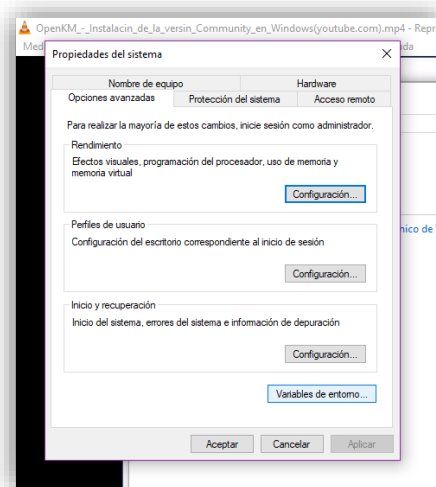 OpenKM_-_Instalacin_de_la_versin_Community_en_Windows(youtube.com).mp4 - Repr
Med
da
Propiedades del sistema
Nombre de equipo Hardware
Opciones avanzadas Protección del sistema Acceso remoto
Para realizar la mayoría de estos cambios, inicie sesión como administrador.
Rendimiento
Efectos visuales, programación del procesador, uso de memoria y
memoria virtual
Configuración...
Perfiles de usuario
nico de
Configuración del escritorio correspondiente al inicio de sesión
Configuración...
Inicio y recuperación
Inicio del sistema, errores del sistema e información de depuración
Configuración...
Variables de entorno...
Aceptar Cancelar Aplicar